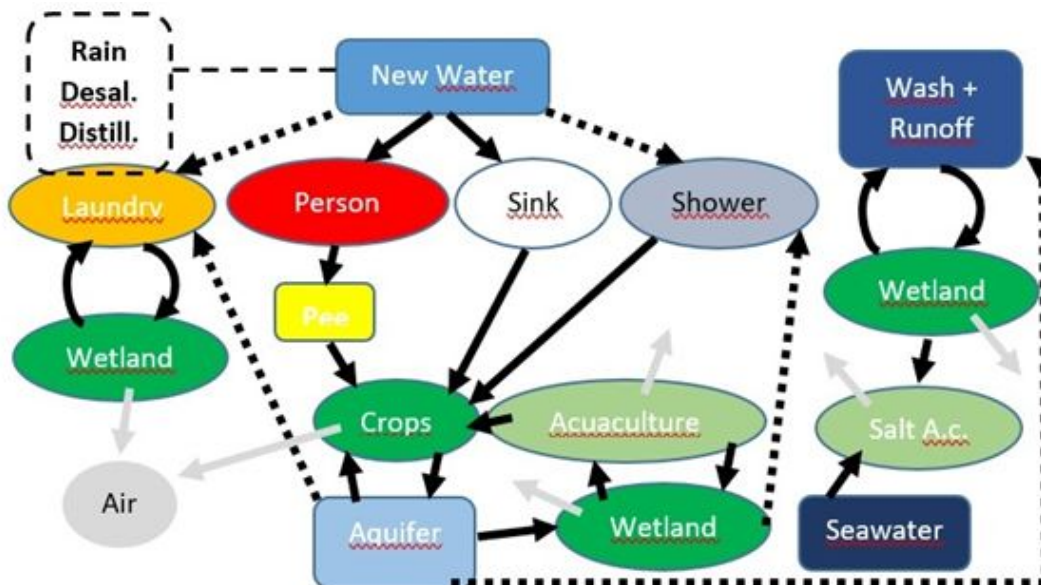 Rain
Desal.
Distill.
New Water
Wash +
Runoff
Laundry
Person
Sink
Shower
Wetland
Pee
Wetland
Crops
Acuaculture
Salt A.c.
Air
Aquifer
Wetland
Seawater